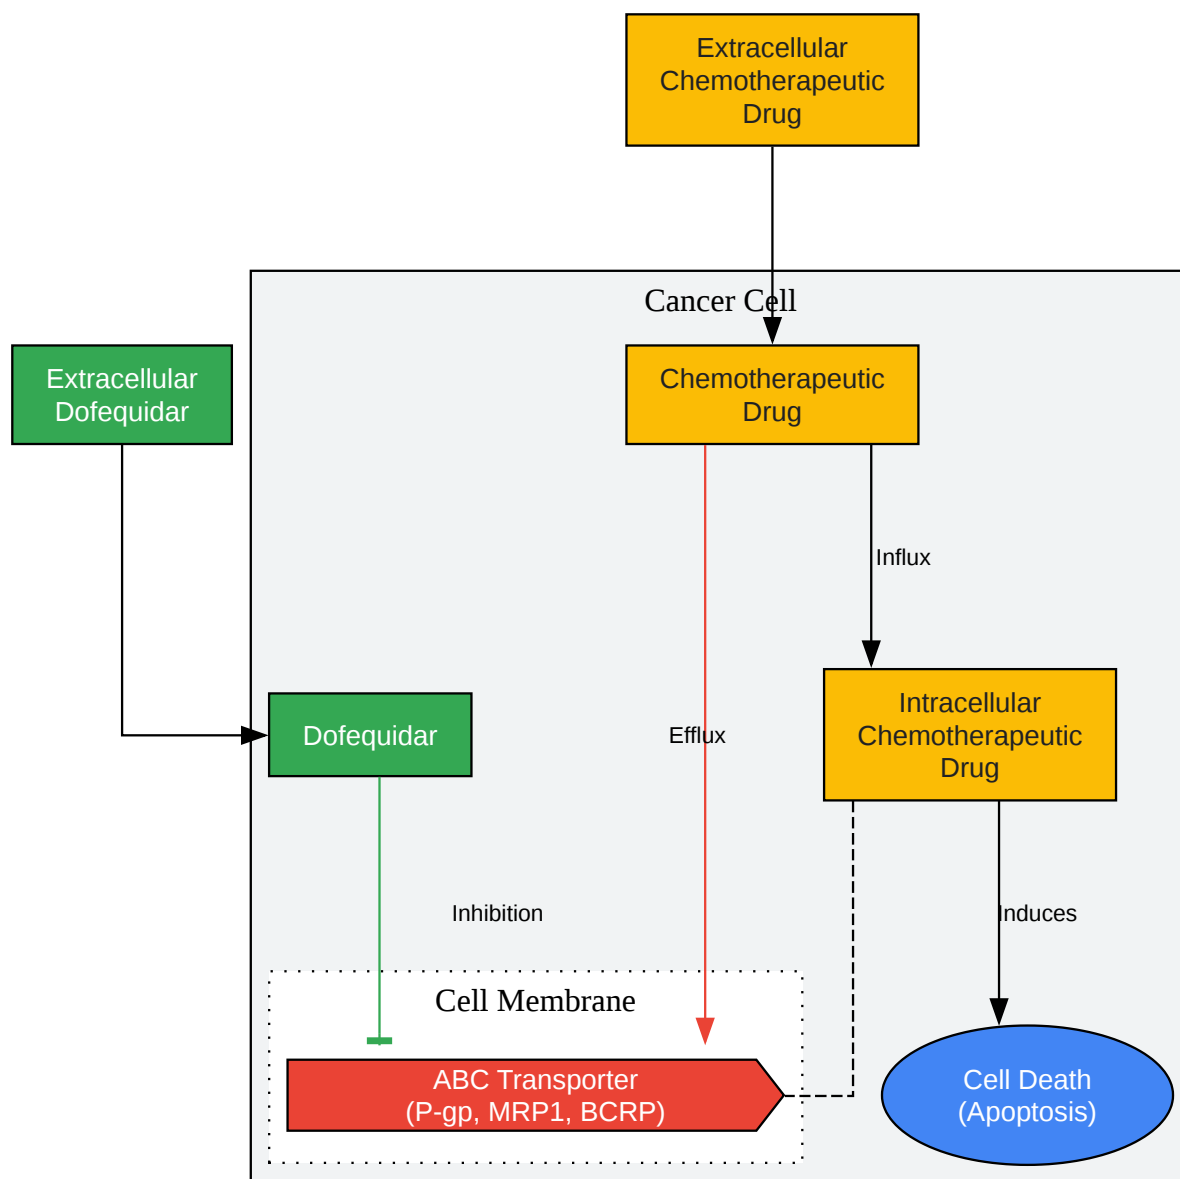 Extracellular
Chemotherapeutic
Drug
Cancer Cell
Extracellular
Dofequidar
Chemotherapeutic
Drug
Influx
Intracellular
Chemotherapeutic
Drug
Dofequidar
Efflux
Inhibition
Induces
Cell Membrane
ABC Transporter
(P-gp, MRP1, BCRP)
Cell Death
(Apoptosis)